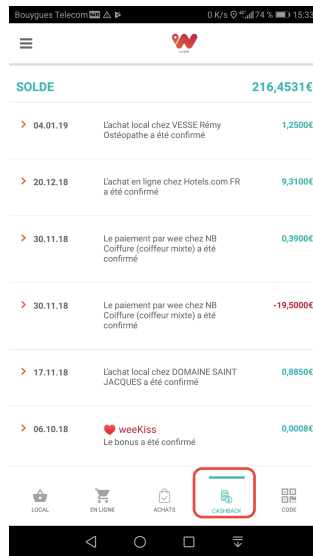 Bouygues Telecom 0 K/s 74 % 15:33
wee
SOLDE 216,4531€
04.01.19 L'achat local chez VESSE Rémy 1,2500€
Ostéopathe a été confirmé
20.12.18 L'achat en ligne chez Hotels.com FR 9,3100€
a été confirmé
30.11.18 Le paiement par wee chez NB 0,3900€
Coiffure (coiffeur mixte) a été
confirmé
30.11.18 Le paiement par wee chez NB -19,5000€
Coiffure (coiffeur mixte) a été
confirmé
17.11.18 L'achat local chez DOMAINE SAINT 0,8850€
JACQUES a été confirmé
06.10.18 weeKiss 0,0008€
Le bonus a été confirmé
LOCAL EN LIGNE ACHATS CASHBACK CODE